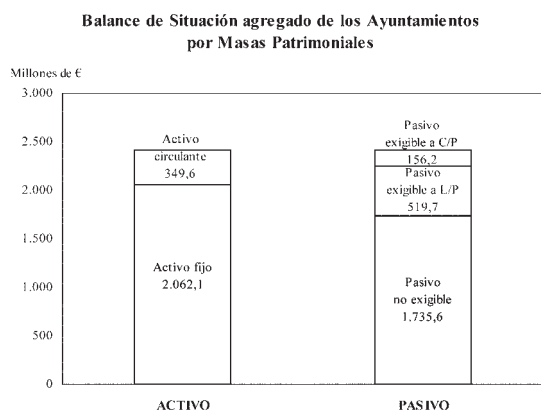 Balance de Situación agregado de los Ayuntamientos
por Masas Patrimoniales
Millones de €
3.000
2.500
2.000
1.500
1.000
500
0
Activo
circulante
349,6
Activo fijo
2.062,1
Pasivo
exigible a C/P
156,2
Pasivo
exigible a L/P
519,7
Pasivo
no exigible
1.735,6
ACTIVO
PASIVO